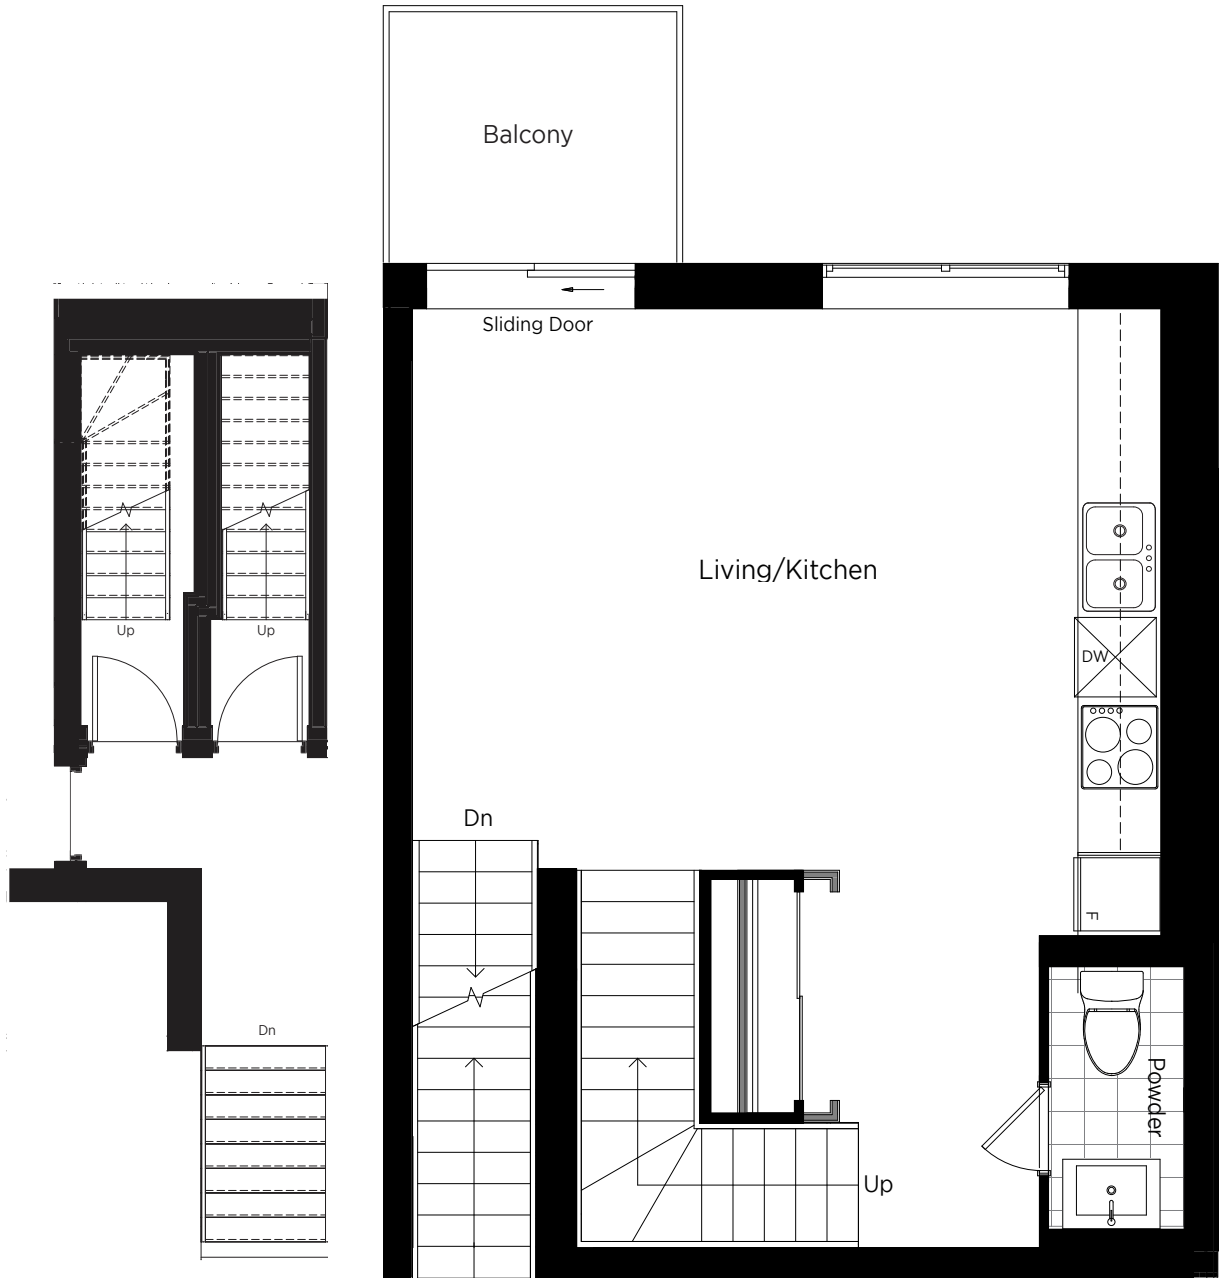 Balcony
Sliding Door
Living/Kitchen
Up
Up
DW
Dn
F
Dn
Powder
Up